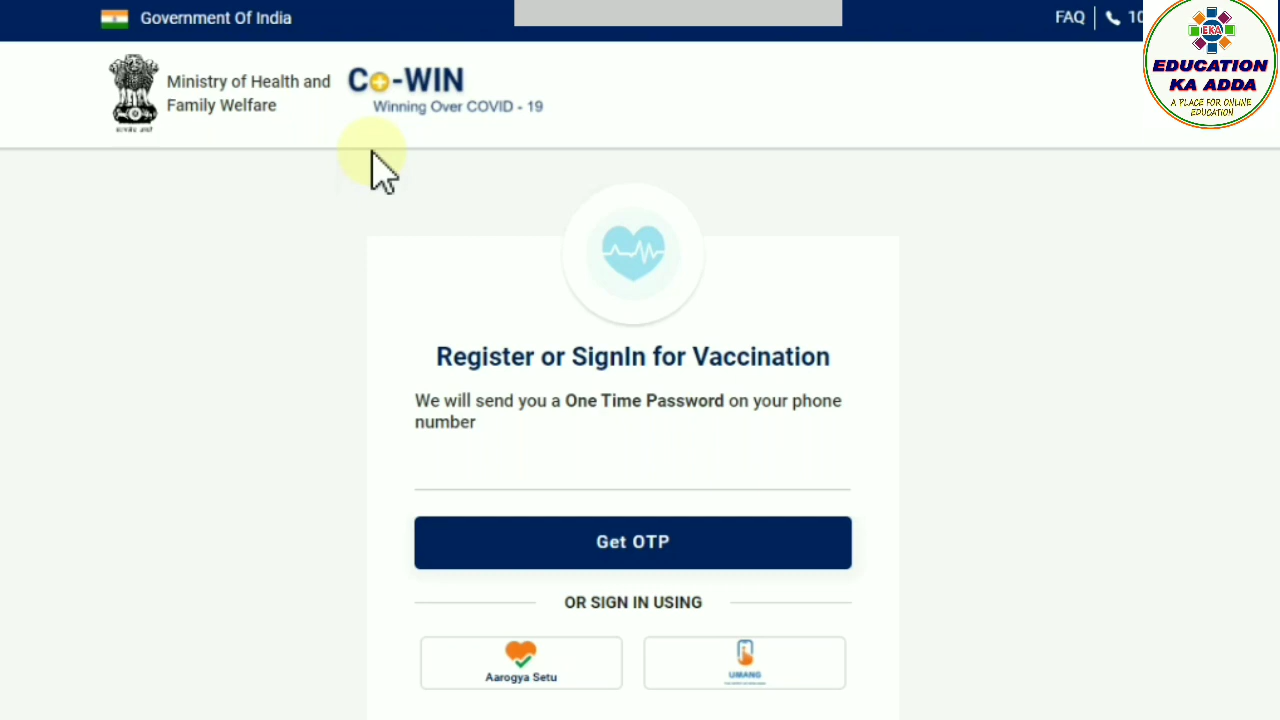 Government Of India
FAQ
Ministry of Health and
Family Welfare
Co-WIN
Winning Over COVID - 19
EKA
EDUCATION
KA ADDA
A PLACE FOR ONLINE
EDUCATION
Register or SignIn for Vaccination
We will send you a One Time Password on your phone
number
Get OTP
OR SIGN IN USING
Aarogya Setu
UMANG